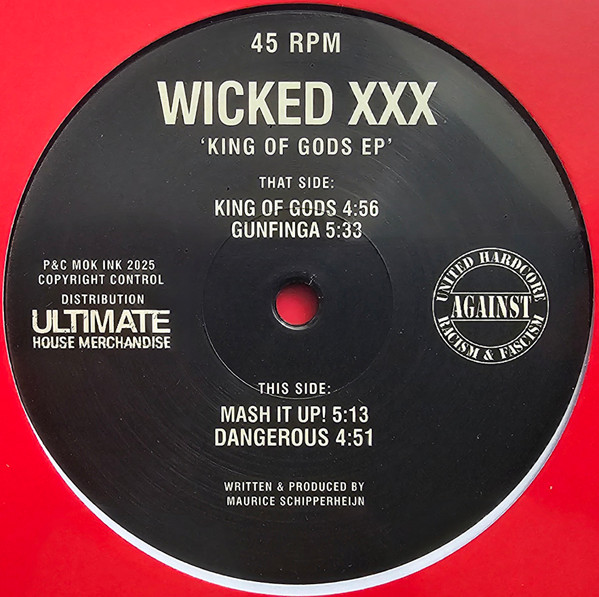 45 RPM
WICKED XXX
'KING OF GODS EP'
THAT SIDE:
KING OF GODS 4:56
GUNFINGA 5:33
P&C MOK INK 2025
COPYRIGHT CONTROL
DISTRIBUTION
ULTIMATE
HOUSE MERCHANDISE
UNITED HARDCORE
AGAINST
RACISM & FASCISM
THIS SIDE:
MASH IT UP! 5:13
DANGEROUS 4:51
WRITTEN & PRODUCED BY
MAURICE SCHIPPERHEIJN